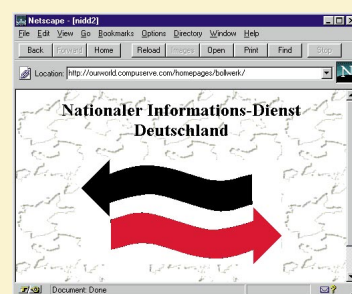 Netscape - [nidd2]
File Edit View Go Bookmarks Options Directory Window Help
Back Forward Home Reload Images Open Print Find Stop
Location: http://ourworld.compuserve.com/homepages/bollwerk/
N
Nationaler Informations-Dienst
Deutschland
Document: Done